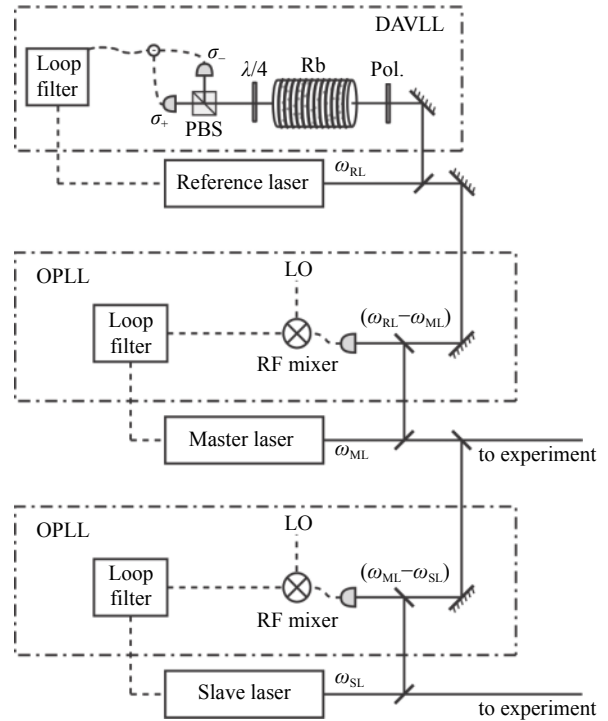 DAVLL
Loop
filter
σ−
σ+
PBS
λ/4
Rb
Pol.
Reference laser
ωRL
OPLL
LO
Loop
filter
RF mixer
(ωRL−ωML)
Master laser
ωML
to experiment
OPLL
LO
Loop
filter
RF mixer
(ωML−ωSL)
Slave laser
ωSL
to experiment